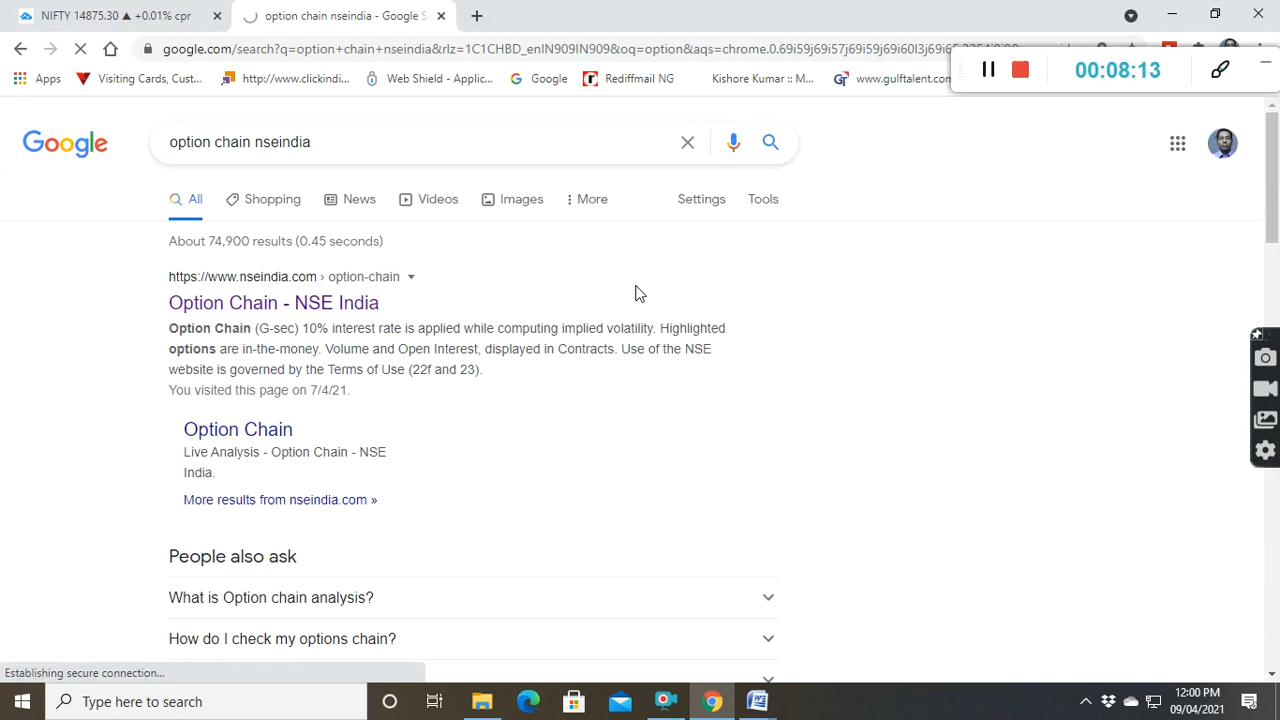 NIFTY 14875.30 ▲ +0.01% cpr
option chain nseindia - Google S
google.com/search?q=option+chain+nseindia&rlz=1C1CHBD_enIN909IN909&oq=option&aqs=chrome.0.69i59j69i57j69i59j69i60l3j69i6
Apps
Visiting Cards, Cust...
http://www.clickindi...
Web Shield - Applic...
Google
Rediffmail NG
Kishore Kumar :: M...
www.gulftalent.com
00:08:13
Google
option chain nseindia
All
Shopping
News
Videos
Images
More
Settings
Tools
About 74,900 results (0.45 seconds)
https://www.nseindia.com › option-chain
Option Chain - NSE India
Option Chain (G-sec) 10% interest rate is applied while computing implied volatility. Highlighted
options are in-the-money. Volume and Open Interest, displayed in Contracts. Use of the NSE
website is governed by the Terms of Use (22f and 23).
You visited this page on 7/4/21.
Option Chain
Live Analysis - Option Chain - NSE
India.
More results from nseindia.com »
People also ask
What is Option chain analysis?
How do I check my options chain?
Establishing secure connection...
Type here to search
12:00 PM
09/04/2021